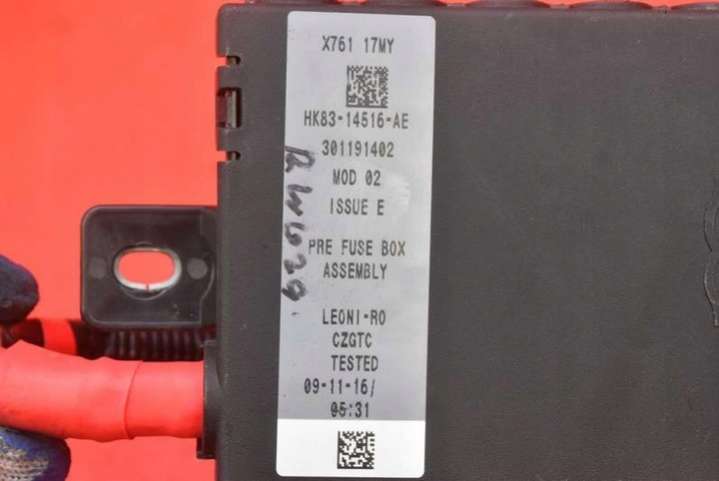 X761 17MY
HK83-14516-AE
301191402
MOD 02
ISSUE E
PRE FUSE BOX
ASSEMBLY
LEONI-RO
CZGTC
TESTED
09-11-16/
05:31